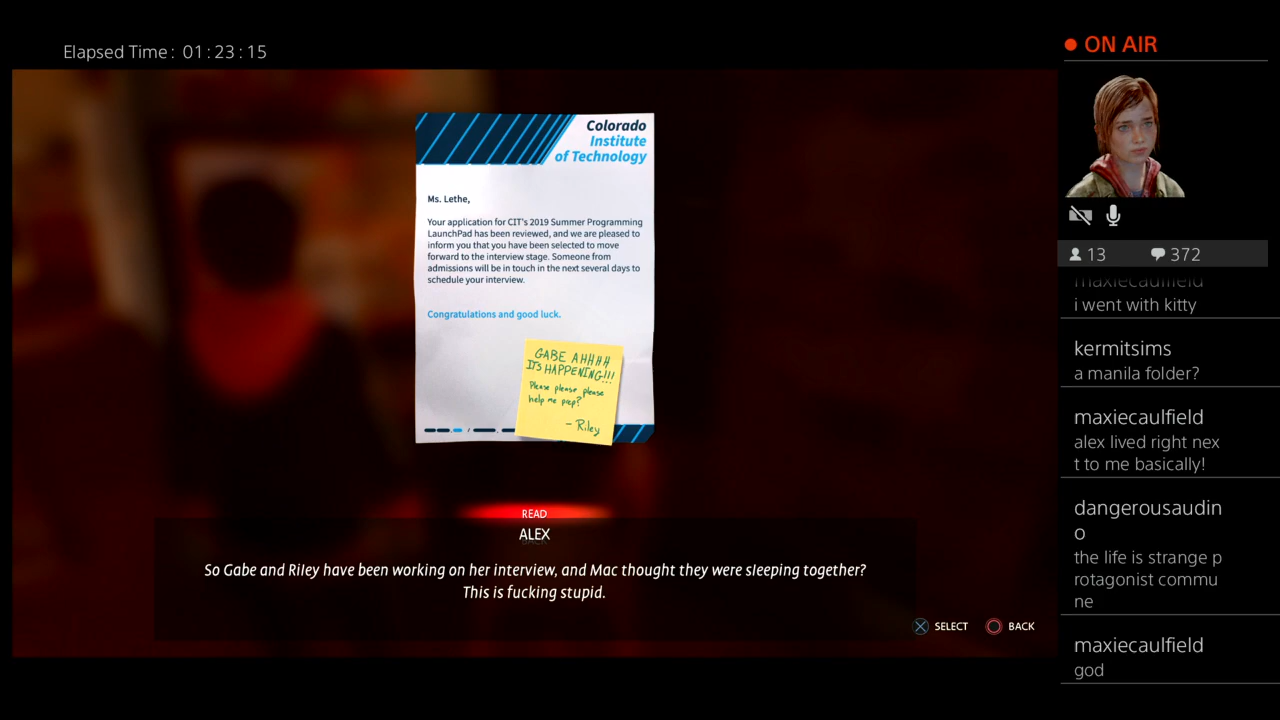 Elapsed Time: 01:23:15
ON AIR
Colorado
Institute
of Technology
Ms. Lethe,
Your application for CIT's 2019 Summer Programming
LaunchPad has been reviewed, and we are pleased to
inform you that you have been selected to move
forward to the interview stage. Someone from
admissions will be in touch in the next several days to
schedule your interview.
Congratulations and good luck.
GABE AHHHH
ITS HAPPENING!!!
Please please please
help me prep?
- Riley
READ
ALEX
So Gabe and Riley have been working on her interview, and Mac thought they were sleeping together?
This is fucking stupid.
SELECT
BACK
13
372
maxiecaulfield
i went with kitty
kermitsims
a manila folder?
maxiecaulfield
alex lived right nex
t to me basically!
dangerousaudin
o
the life is strange p
rotagonist commu
ne
maxiecaulfield
god